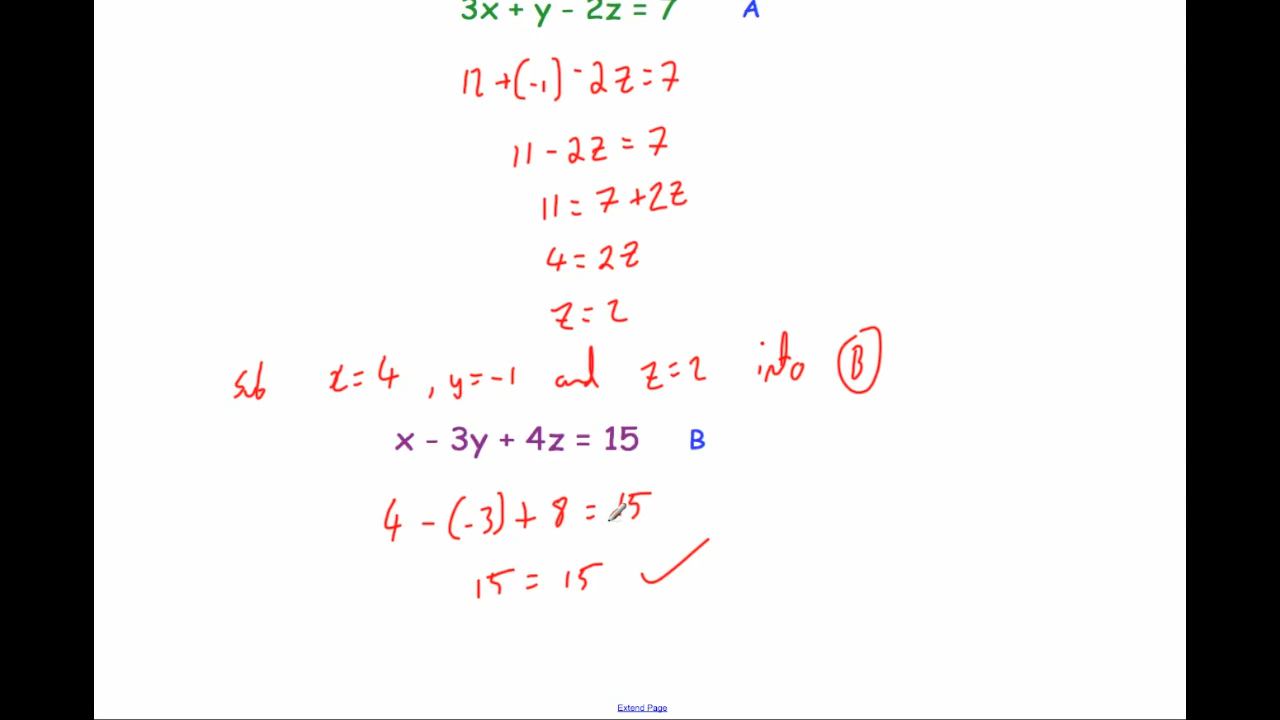 3x + y - 2z = 7 A
12 + (-1) - 2z = 7
11 - 2z = 7
11 = 7 + 2z
4 = 2z
z = 2
sub x = 4 , y = -1 and z = 2 into B
x - 3y + 4z = 15 B
4 - (-3) + 8 = 15
15 = 15 ✓
Extend Page